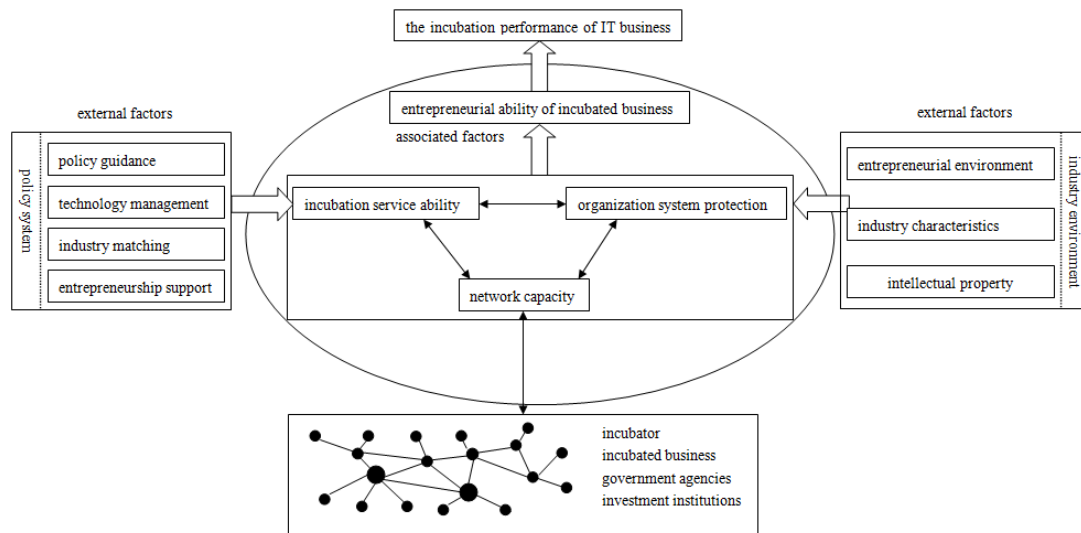 the incubation performance of IT business
entrepreneurial ability of incubated business
associated factors
external factors
policy system
policy guidance
technology management
industry matching
entrepreneurship support
incubation service ability
organization system protection
network capacity
external factors
entrepreneurial environment
industry characteristics
intellectual property
industry environment
incubator
incubated business
government agencies
investment institutions